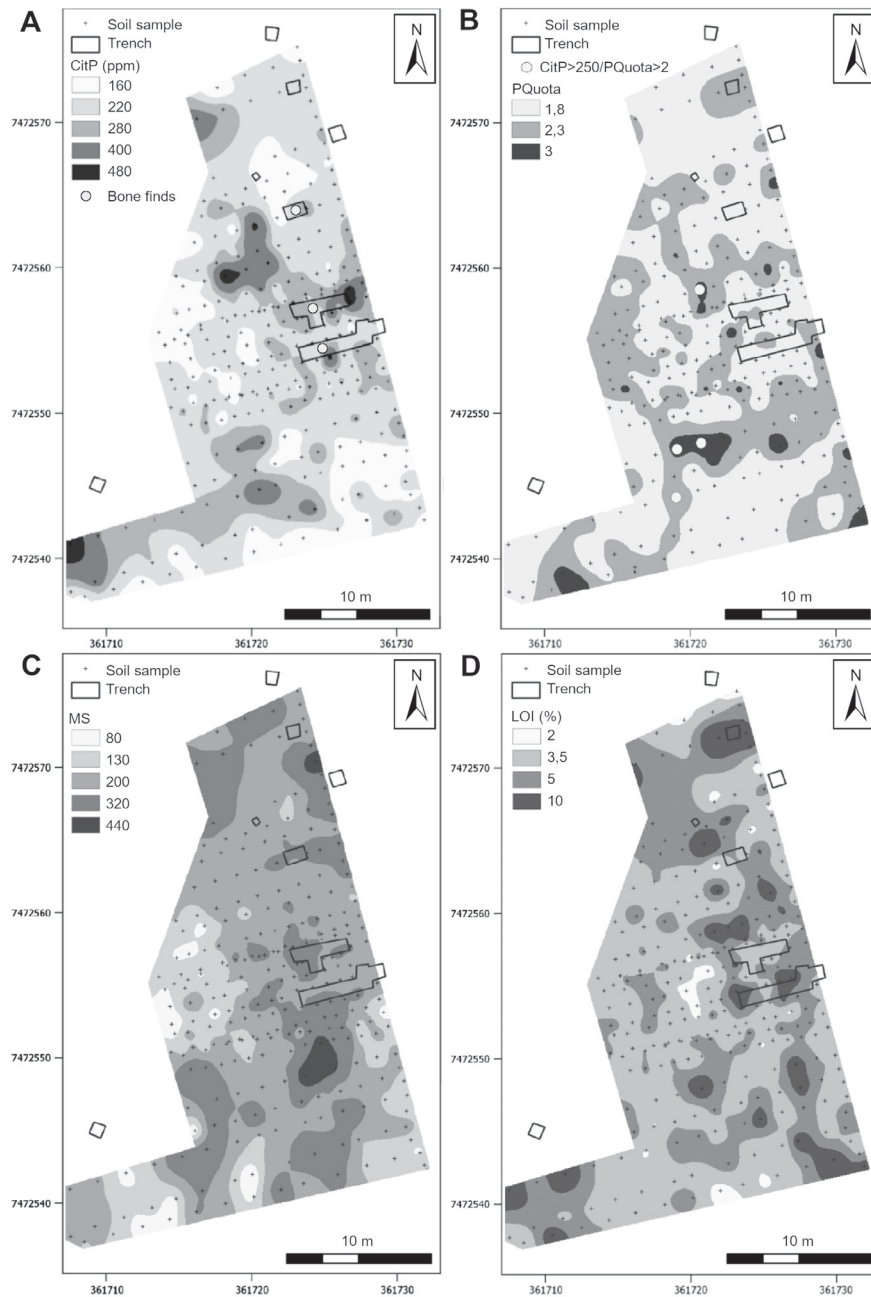 A
Soil sample
Trench
CitP (ppm)
160
220
280
400
480
Bone finds
N
7472570
7472560
7472550
7472540
10 m
361710 361720 361730
B
Soil sample
Trench
CitP>250/PQuota>2
PQuota
1,8
2,3
3
N
7472570
7472560
7472550
7472540
10 m
361710 361720 361730
C
Soil sample
Trench
MS
80
130
200
320
440
N
7472570
7472560
7472550
7472540
10 m
361710 361720 361730
D
Soil sample
Trench
LOI (%)
2
3,5
5
10
N
7472570
7472560
7472550
7472540
10 m
361710 361720 361730